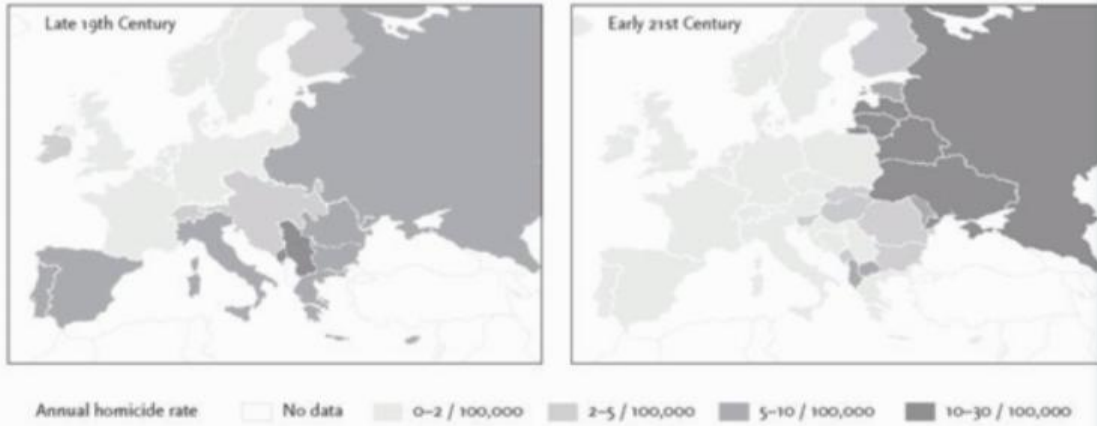 Late 19th Century
Early 21st Century
Annual homicide rate No data 0–2 / 100,000 2–5 / 100,000 5–10 / 100,000 10–30 / 100,000